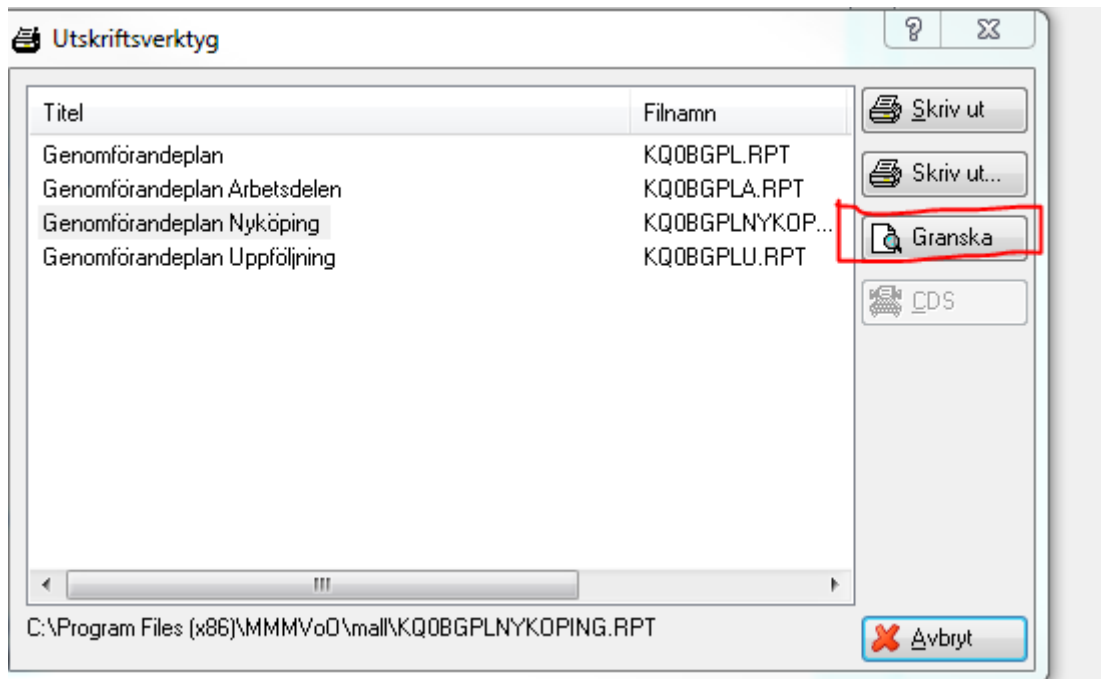 Utskriftsverktyg
Titel Filnamn
Genomförandeplan KQ0BGPL.RPT
Genomförandeplan Arbetsdelen KQ0BGPLA.RPT
Genomförandeplan Nyköping KQ0BGPLNYKOP...
Genomförandeplan Uppföljning KQ0BGPLU.RPT
Skriv ut
Skriv ut...
Granska
CDS
C:\Program Files (x86)\MMMVoO\mall\KQ0BGPLNYKOPING.RPT
Avbryt